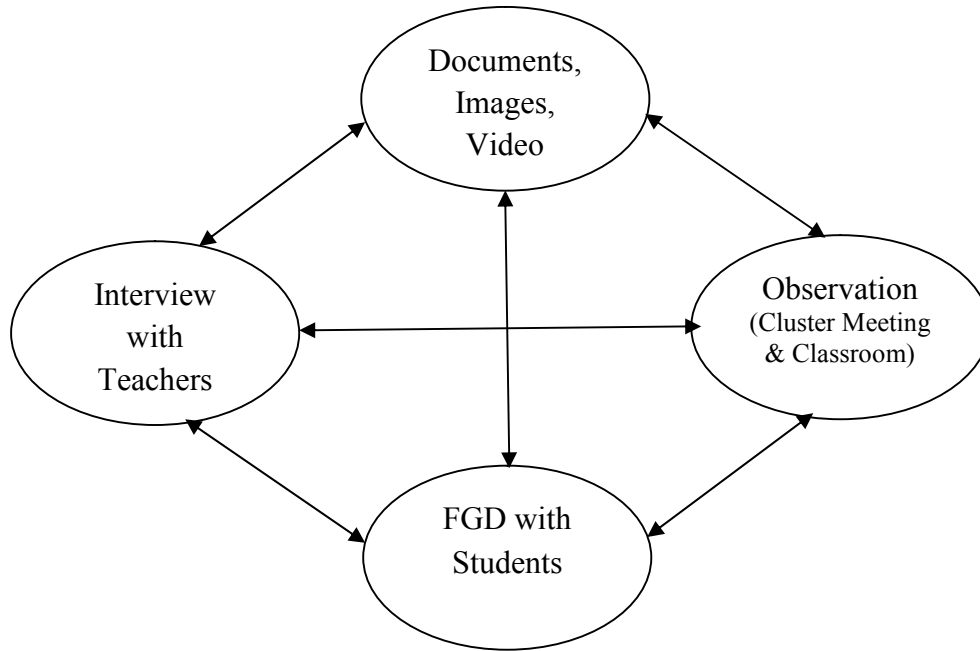 Documents,
Images,
Video
Interview
with
Teachers
Observation
(Cluster Meeting
& Classroom)
FGD with
Students